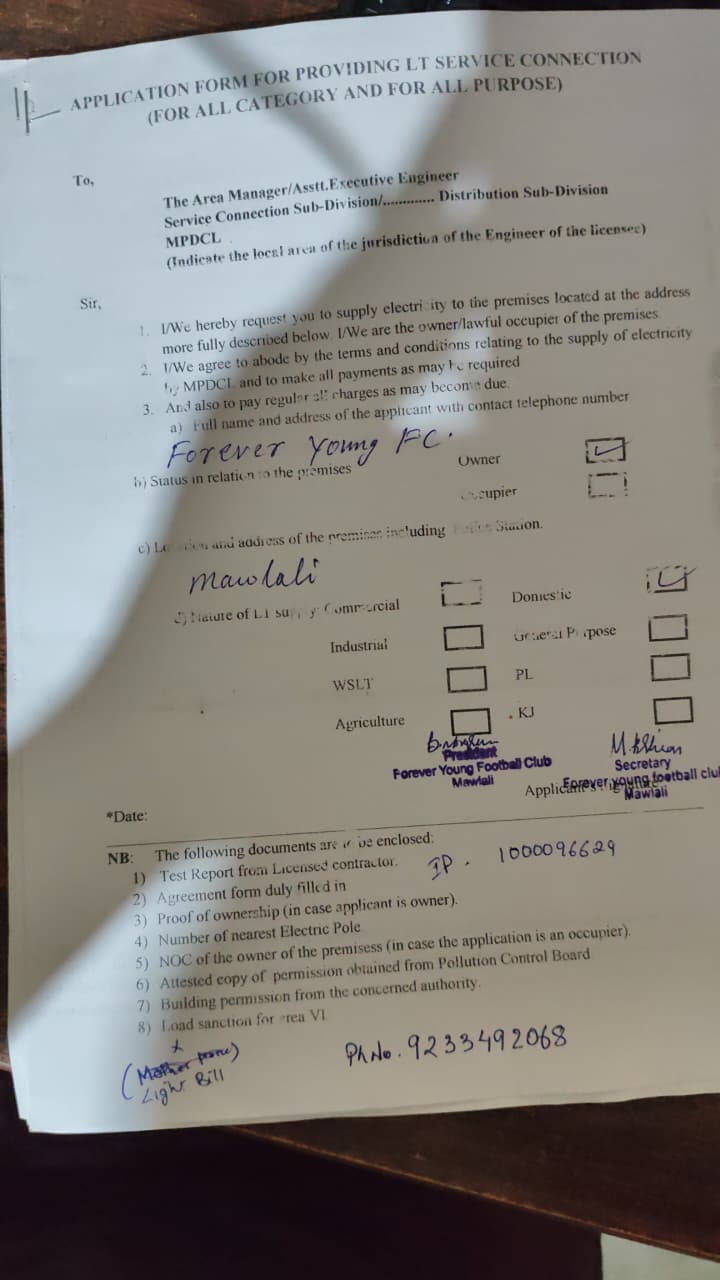 APPLICATION FORM FOR PROVIDING LT SERVICE CONNECTION
(FOR ALL CATEGORY AND FOR ALL PURPOSE)
To,
The Area Manager/Asstt.Executive Engineer
Service Connection Sub-Division/............. Distribution Sub-Division
MPDCL
(Indicate the local area of the jurisdiction of the Engineer of the licensee)
Sir,
1. I/We hereby request you to supply electricity to the premises located at the address
more fully described below. I/We are the owner/lawful occupier of the premises.
2. I/We agree to abode by the terms and conditions relating to the supply of electricity
by MPDCL and to make all payments as may be required
3. And also to pay regular all charges as may become due.
a) Full name and address of the applicant with contact telephone number
Forever Young FC.
b) Status in relation to the premises Owner
Occupier
c) Location and address of the premises including Police Station.
Mawlali
d) Nature of LT supply: Commercial Domestic
Industrial General Purpose
WSLT PL
Agriculture KJ
President
Forever Young Football Club
Mawlali
Secretary
Forever young football club
Mawlali
Applicant's Signature
*Date:
NB: The following documents are to be enclosed:
1) Test Report from Licensed contractor.
IP. 1000096629
2) Agreement form duly filled in
3) Proof of ownership (in case applicant is owner).
4) Number of nearest Electric Pole
5) NOC of the owner of the premisess (in case the application is an occupier).
6) Attested copy of permission obtained from Pollution Control Board
7) Building permission from the concerned authority.
8) Load sanction for area VI
Ph No. 9233492068
Light Bill